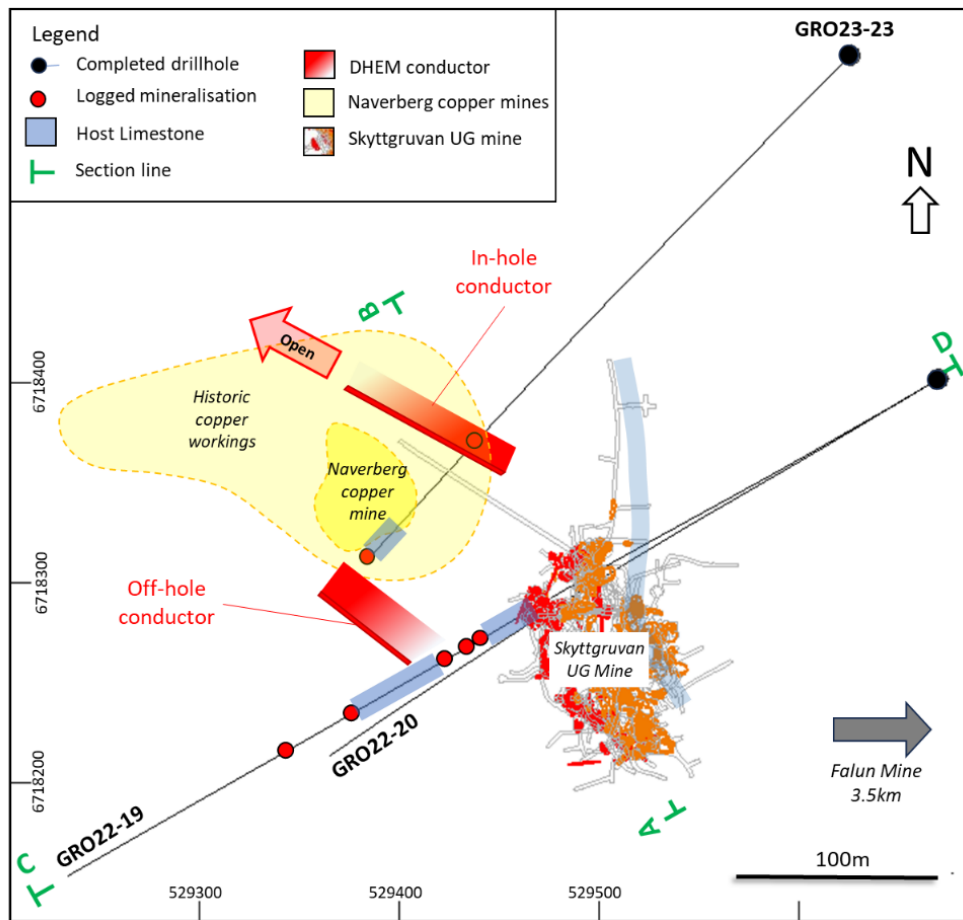 Legend
Completed drillhole
Logged mineralisation
Host Limestone
Section line
DHEM conductor
Naverberg copper mines
Skyttgruvan UG mine
GRO23-23
N
In-hole
conductor
B
Open
D
6718400
Historic
copper
workings
Naverberg
copper
mine
6718300
Off-hole
conductor
Skyttgruvan
UG Mine
GRO22-20
6718200
Falun Mine
3.5km
A
GRO22-19
C
100m
529300
529400
529500